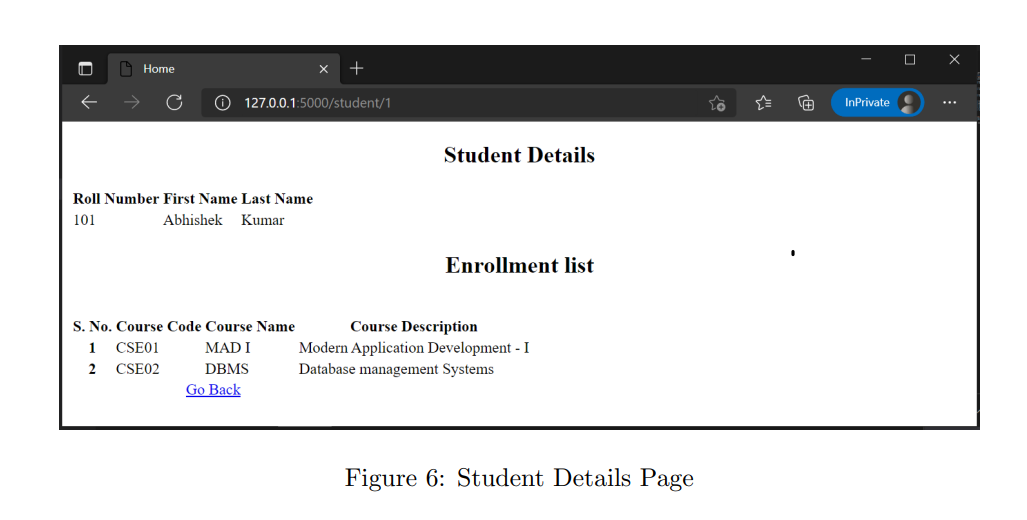 Home
127.0.0.1:5000/student/1
InPrivate
Student Details
Roll Number First Name Last Name
101 Abhishek Kumar
Enrollment list
S. No. Course Code Course Name Course Description
1 CSE01 MAD I Modern Application Development - I
2 CSE02 DBMS Database management Systems
Go Back
Figure 6: Student Details Page